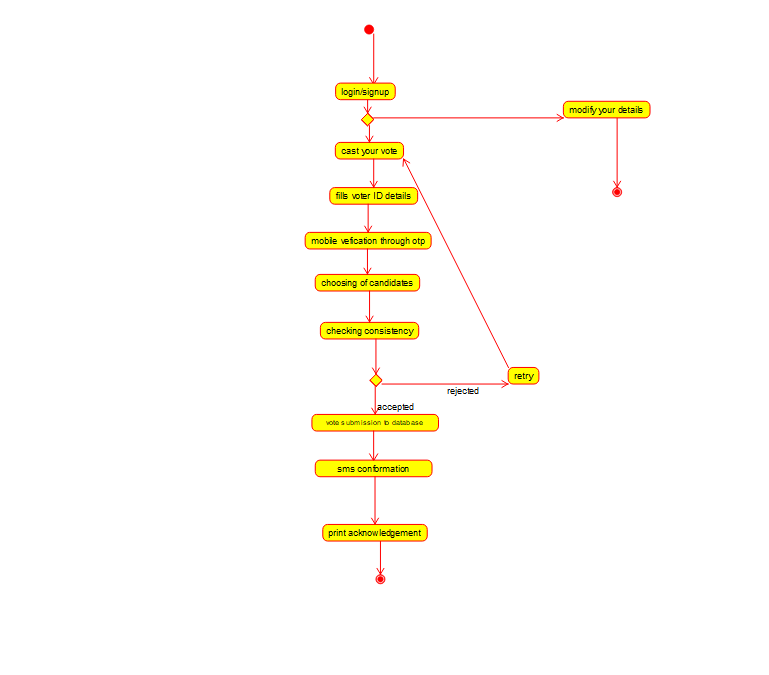 login/signup
modify your details
cast your vote
fills voter ID details
mobile vefication through otp
choosing of candidates
checking consistency
retry
rejected
accepted
vote submission to database
sms conformation
print acknowledgement